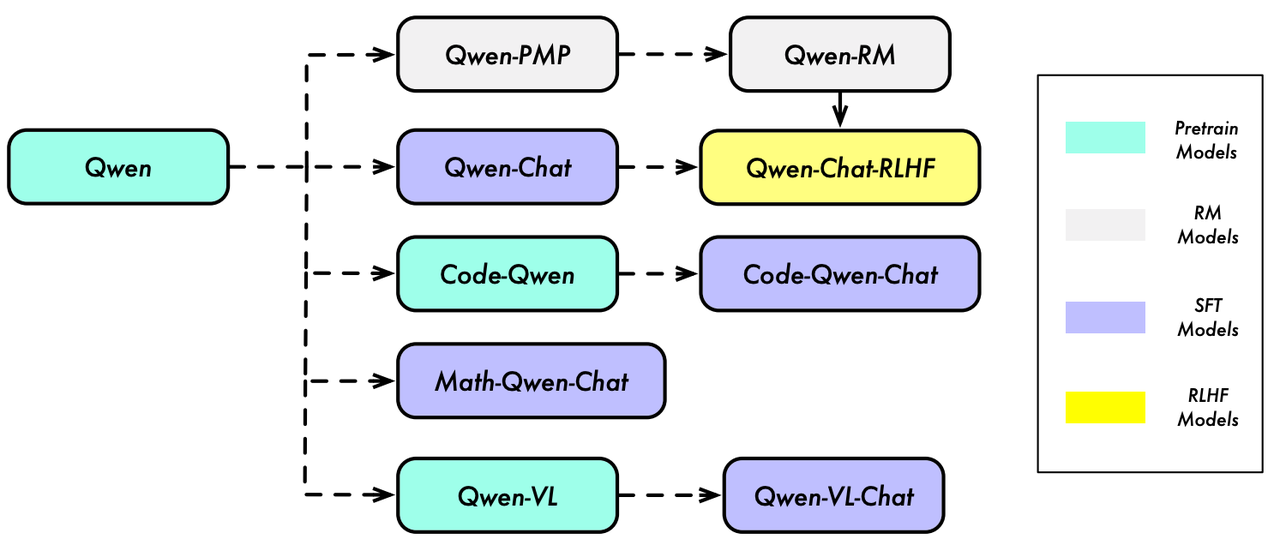 Qwen-PMP
Qwen-RM
Qwen
Qwen-Chat
Qwen-Chat-RLHF
Code-Qwen
Code-Qwen-Chat
Math-Qwen-Chat
Qwen-VL
Qwen-VL-Chat
Pretrain
Models
RM
Models
SFT
Models
RLHF
Models